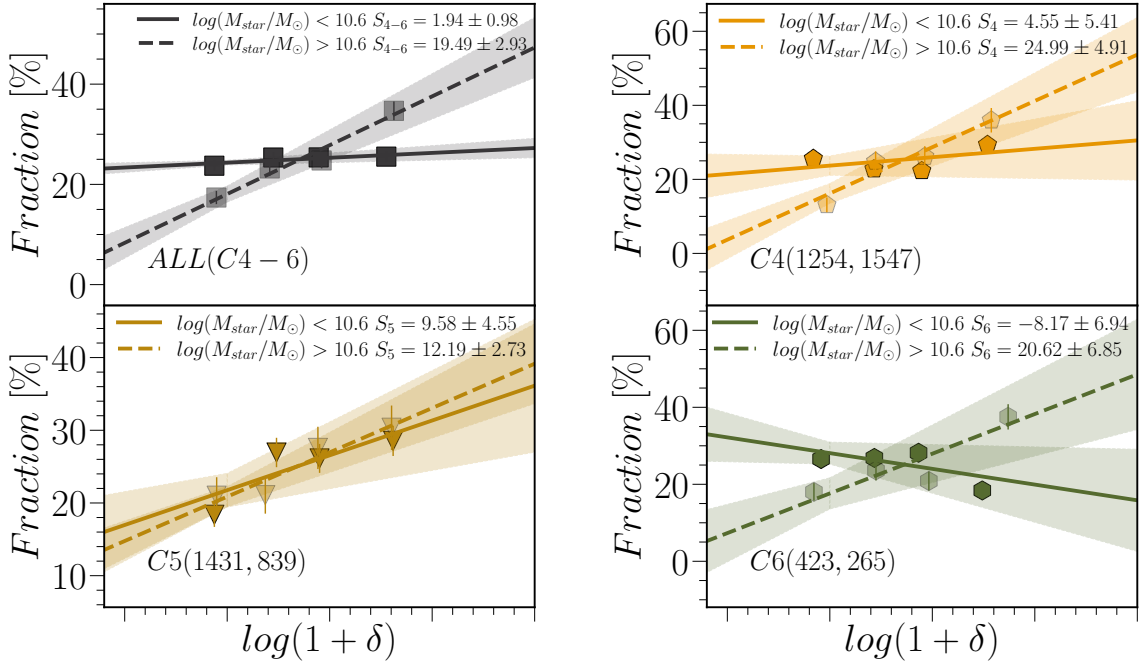 log(M_star/M_⊙) < 10.6 S_4−6 = 1.94 ± 0.98
log(M_star/M_⊙) > 10.6 S_4−6 = 19.49 ± 2.93
Fraction [%]
40
20
0
ALL(C4 − 6)
log(M_star/M_⊙) < 10.6 S_4 = 4.55 ± 5.41
log(M_star/M_⊙) > 10.6 S_4 = 24.99 ± 4.91
Fraction [%]
60
40
20
0
C4(1254, 1547)
log(M_star/M_⊙) < 10.6 S_5 = 9.58 ± 4.55
log(M_star/M_⊙) > 10.6 S_5 = 12.19 ± 2.73
Fraction [%]
40
30
20
10
C5(1431, 839)
log(1 + δ)
log(M_star/M_⊙) < 10.6 S_6 = −8.17 ± 6.94
log(M_star/M_⊙) > 10.6 S_6 = 20.62 ± 6.85
Fraction [%]
60
40
20
0
C6(423, 265)
log(1 + δ)